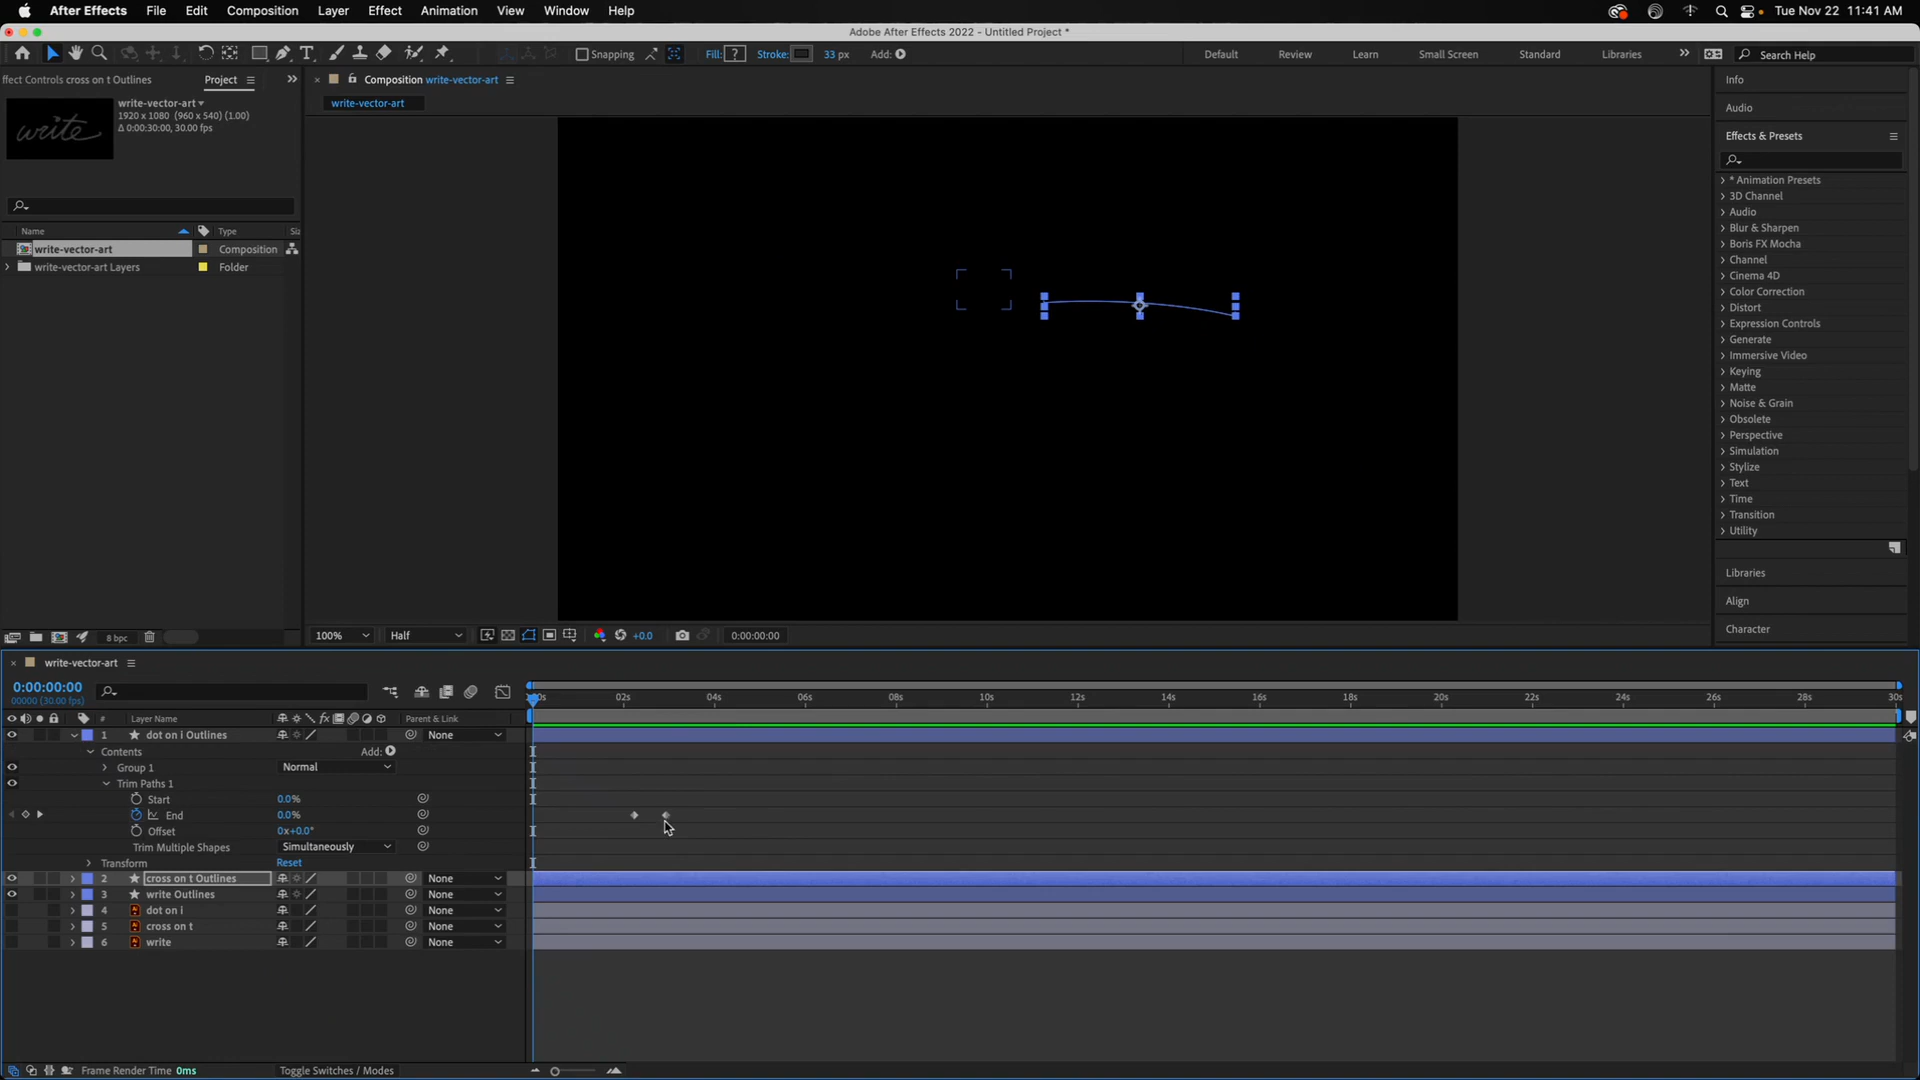 After Effects File Edit Composition Layer Effect Animation View Window Help Tue Nov 22 11:41 AM
Adobe After Effects 2022 - Untitled Project *
Snapping Fill: ? Stroke: 33 px Add: Default Review Learn Small Screen Standard Libraries Search Help
ffect Controls cross on t Outlines Project Composition write-vector-art Info
write-vector-art
write-vector-art
1920 x 1080 (960 x 540) (1.00)
Δ 0:00:30:00, 30.00 fps
write
Audio
Effects & Presets
* Animation Presets
3D Channel
Audio
Blur & Sharpen
Boris FX Mocha
Channel
Cinema 4D
Color Correction
Distort
Expression Controls
Generate
Immersive Video
Keying
Matte
Noise & Grain
Obsolete
Perspective
Simulation
Stylize
Text
Time
Transition
Utility
Libraries
Align
Character
Name Type Siz
write-vector-art Composition
write-vector-art Layers Folder
8 bpc 100% Half +0.0 0:00:00:00
write-vector-art
0:00:00:00
00000 (30.00 fps)
00s 02s 04s 06s 08s 10s 12s 14s 16s 18s 20s 22s 24s 26s 28s 30s
# Layer Name fx Parent & Link
1 dot on i Outlines None
Contents Add:
Group 1 Normal
Trim Paths 1
Start 0.0%
End 0.0%
Offset 0x+0.0°
Trim Multiple Shapes Simultaneously
Transform Reset
2 cross on t Outlines None
3 write Outlines None
4 dot on i None
5 cross on t None
6 write None
Frame Render Time 0ms Toggle Switches / Modes